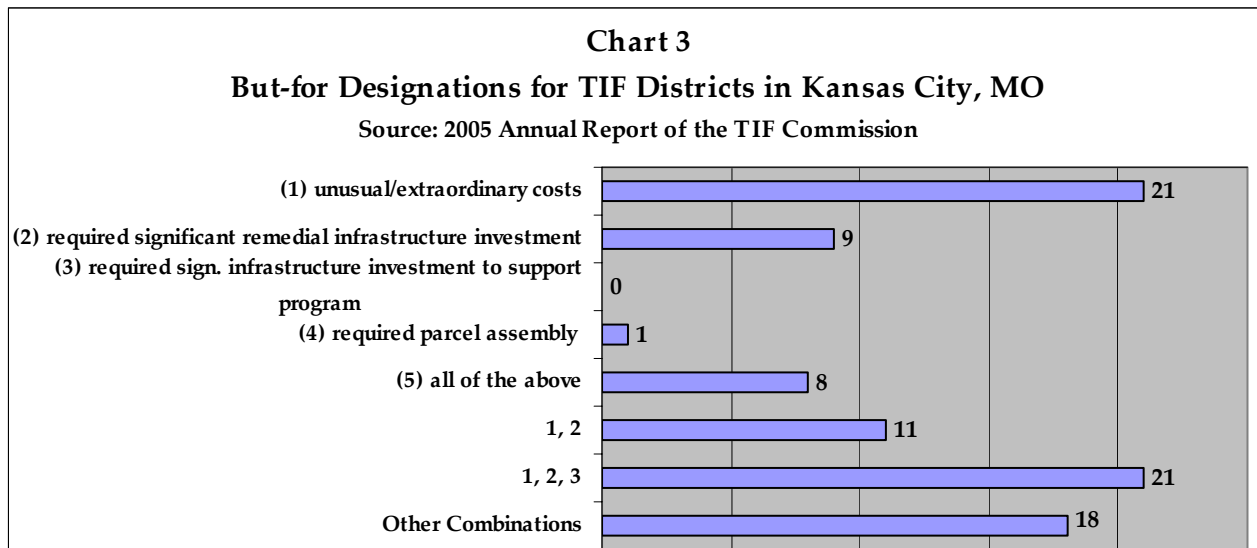 Chart 3
But-for Designations for TIF Districts in Kansas City, MO
Source: 2005 Annual Report of the TIF Commission
(1) unusual/extraordinary costs 21
(2) required significant remedial infrastructure investment 9
(3) required sign. infrastructure investment to support
program 0
(4) required parcel assembly 1
(5) all of the above 8
1, 2 11
1, 2, 3 21
Other Combinations 18